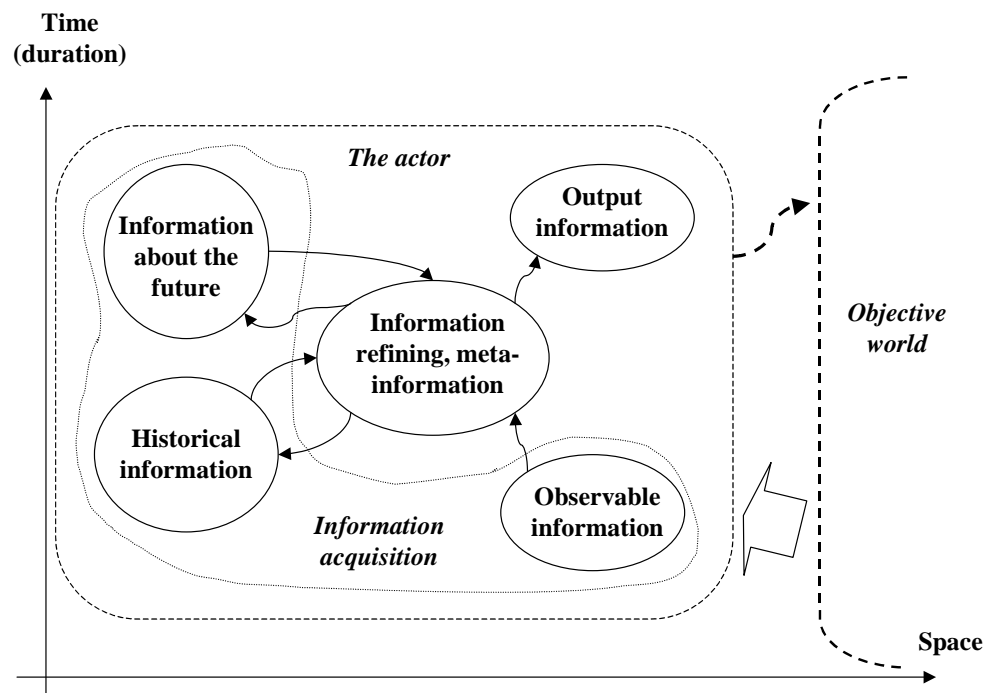 Time
(duration)
The actor
Information
about the
future
Output
information
Information
refining, meta-
information
Objective
world
Historical
information
Observable
information
Information
acquisition
Space